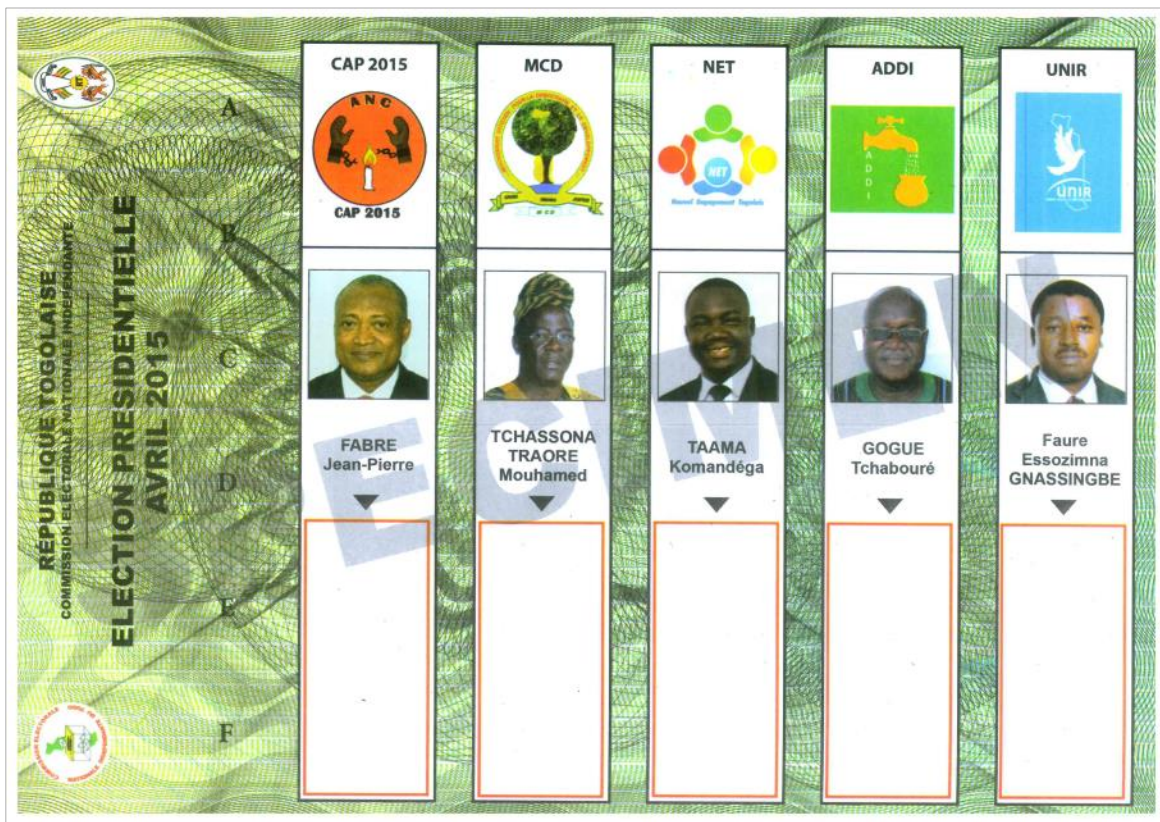 REPUBLIQUE TOGOLAISE
COMMISSION ELECTORALE NATIONALE INDEPENDANTE
ELECTION PRESIDENTIELLE
AVRIL 2015
A
B
C
D
E
F
CAP 2015
ANC
CAP 2015
FABRE
Jean-Pierre
MCD
MCD
TCHASSONA
TRAORE
Mouhamed
NET
NET
Nouvel Engagement Togolais
TAAMA
Komandéga
ADDI
ADDI
GOGUE
Tchabouré
UNIR
UNIR
Faure
Essozimna
GNASSINGBE
SPECIMEN